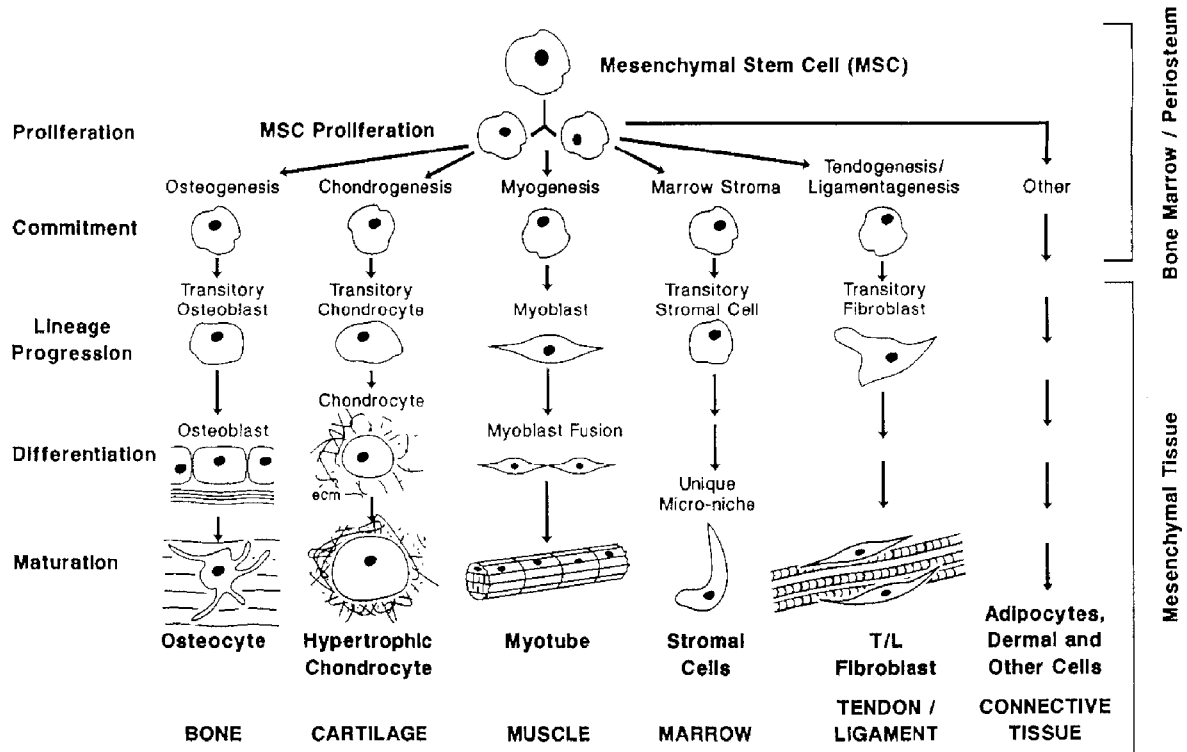 Mesenchymal Stem Cell (MSC)
Proliferation
MSC Proliferation
Osteogenesis
Chondrogenesis
Myogenesis
Marrow Stroma
Tendogenesis/
Ligamentagenesis
Other
Commitment
Transitory
Osteoblast
Transitory
Chondrocyte
Myoblast
Transitory
Stromal Cell
Transitory
Fibroblast
Lineage
Progression
Chondrocyte
Osteoblast
Myoblast Fusion
Differentiation
ecm
Unique
Micro-niche
Maturation
Osteocyte
Hypertrophic
Chondrocyte
Myotube
Stromal
Cells
T/L
Fibroblast
Adipocytes,
Dermal and
Other Cells
BONE
CARTILAGE
MUSCLE
MARROW
TENDON /
LIGAMENT
CONNECTIVE
TISSUE
Bone Marrow / Periosteum
Mesenchymal Tissue